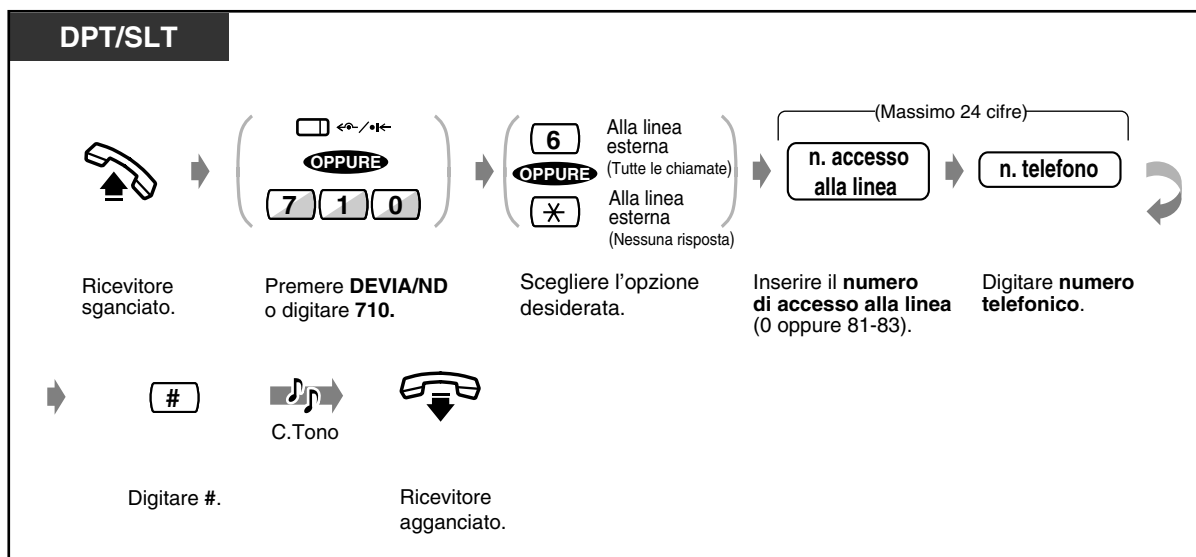 DPT/SLT
(Massimo 24 cifre)
OPPURE
7 1 0
6
Alla linea
esterna
(Tutte le chiamate)
OPPURE
Alla linea
esterna
(Nessuna risposta)
n. accesso
alla linea
n. telefono
Ricevitore
sganciato.
Premere DEVIA/ND
o digitare 710.
Scegliere l'opzione
desiderata.
Inserire il numero
di accesso alla linea
(0 oppure 81-83).
Digitare numero
telefonico.
#
C.Tono
Digitare #.
Ricevitore
agganciato.